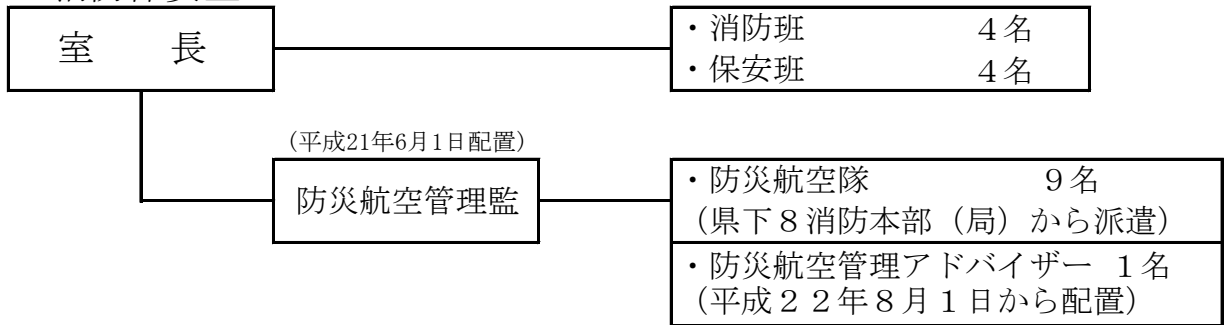 室　　長
・消防班　　　　　４名
・保安班　　　　　４名
(平成21年6月1日配置)
防災航空管理監
・防災航空隊　　　　　９名
（県下８消防本部（局）から派遣）
・防災航空管理アドバイザー １名
（平成２２年８月１日から配置）